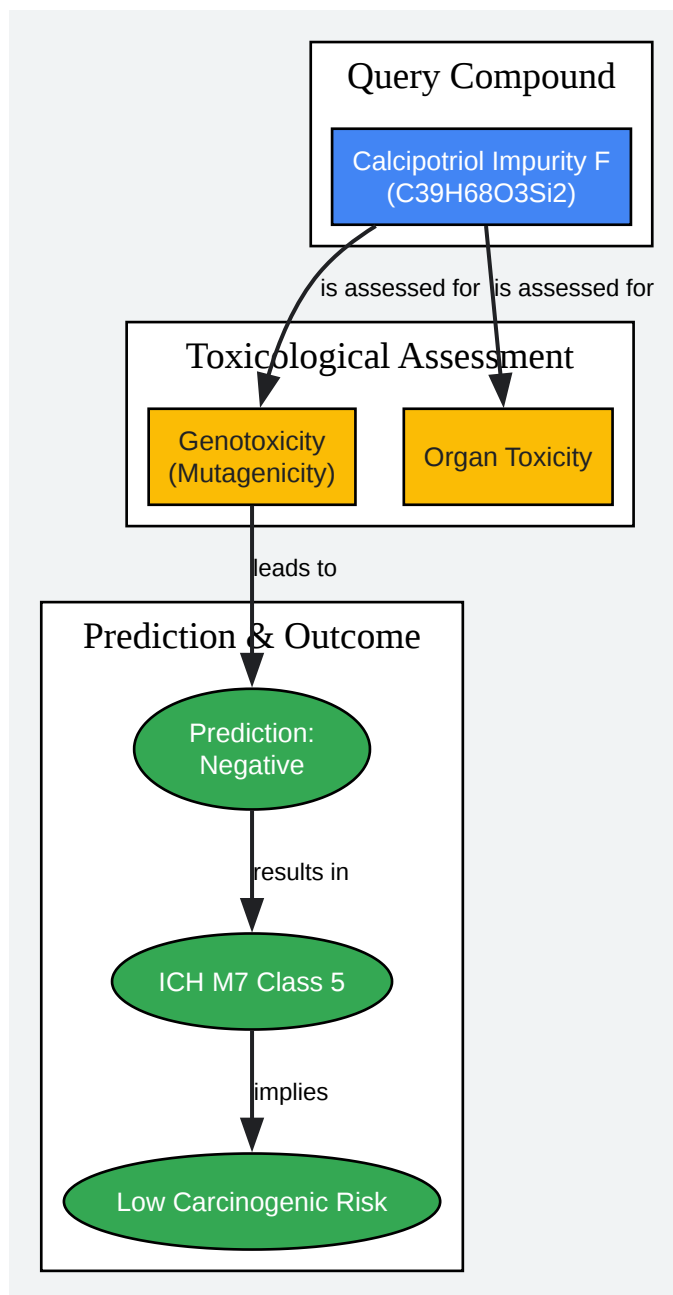 Query Compound
Calcipotriol Impurity F
(C39H68O3Si2)
is assessed for
is assessed for
Toxicological Assessment
Genotoxicity
(Mutagenicity)
Organ Toxicity
leads to
Prediction & Outcome
Prediction:
Negative
results in
ICH M7 Class 5
implies
Low Carcinogenic Risk